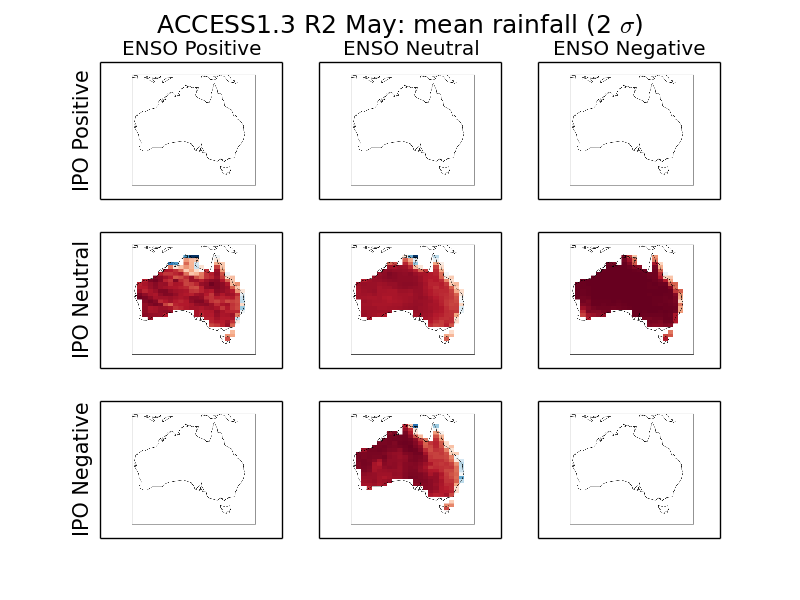 ACCESS1.3 R2 May: mean rainfall (2 σ)
ENSO Positive ENSO Neutral ENSO Negative
IPO Positive
IPO Neutral
IPO Negative